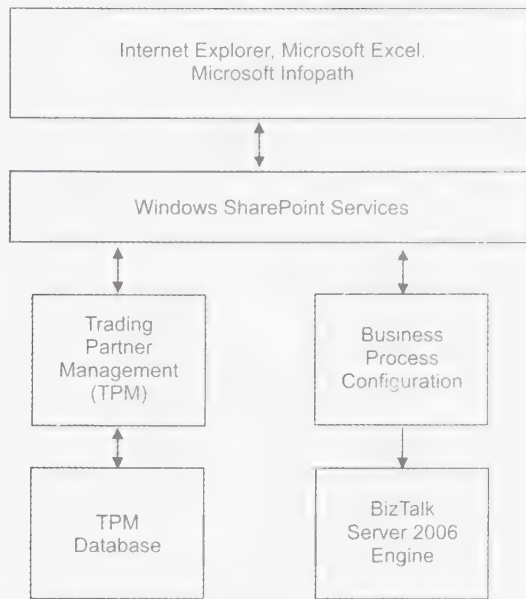 Internet Explorer, Microsoft Excel,
Microsoft Infopath
Windows SharePoint Services
Trading
Partner
Management
(TPM)
Business
Process
Configuration
TPM
Database
BizTalk
Server 2006
Engine